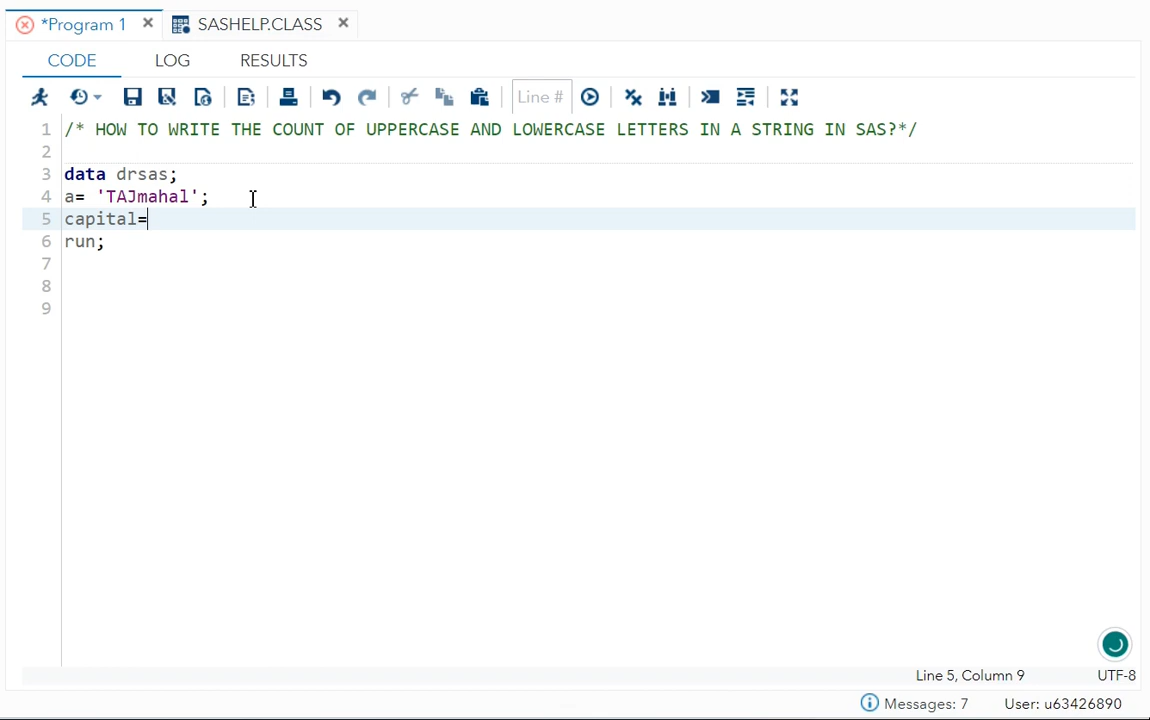 *Program 1 × SASHELP.CLASS ×
CODE LOG RESULTS
Line #
1 /* HOW TO WRITE THE COUNT OF UPPERCASE AND LOWERCASE LETTERS IN A STRING IN SAS?*/
2
3 data drsas;
4 a= 'TAJmahal';
5 capital=
6 run;
7
8
9
Line 5, Column 9 UTF-8
Messages: 7 User: u63426890